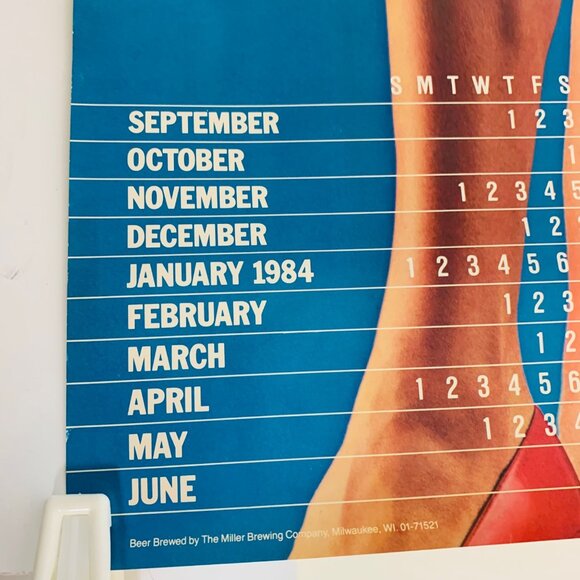 S M T W T F S
SEPTEMBER 1 2 3
OCTOBER 1
NOVEMBER 1 2 3 4 5
DECEMBER 1 2
JANUARY 1984 1 2 3 4 5 6
FEBRUARY 1 2 3
MARCH 1 2
APRIL 1 2 3 4 5 6
MAY 1 2 3 4
JUNE
Beer Brewed by The Miller Brewing Company, Milwaukee, WI. 01-71521